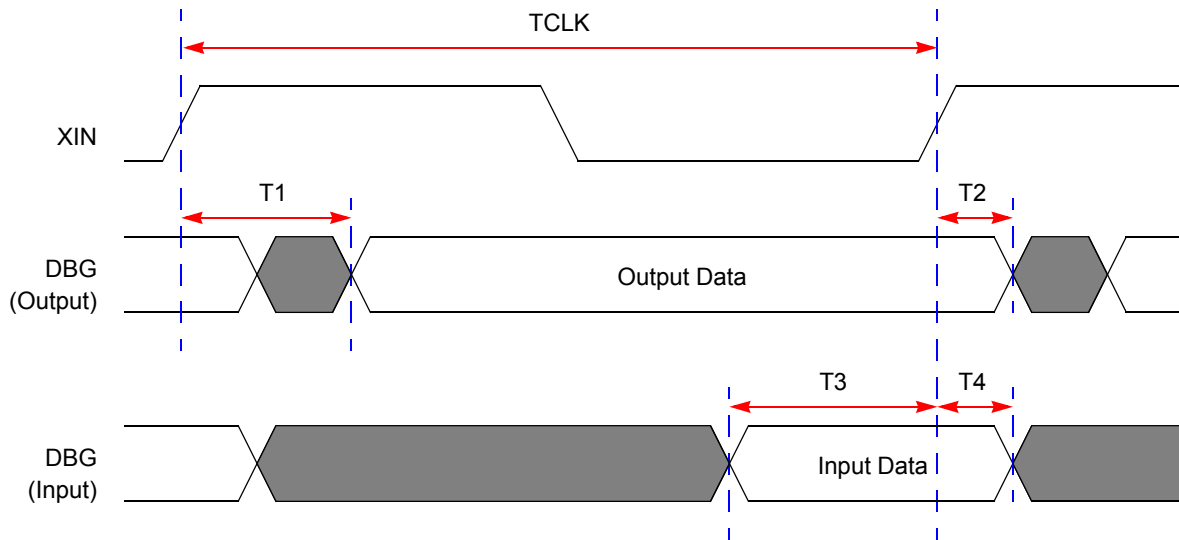 TCLK
XIN
T1
T2
DBG
(Output)
Output Data
T3
T4
DBG
(Input)
Input Data